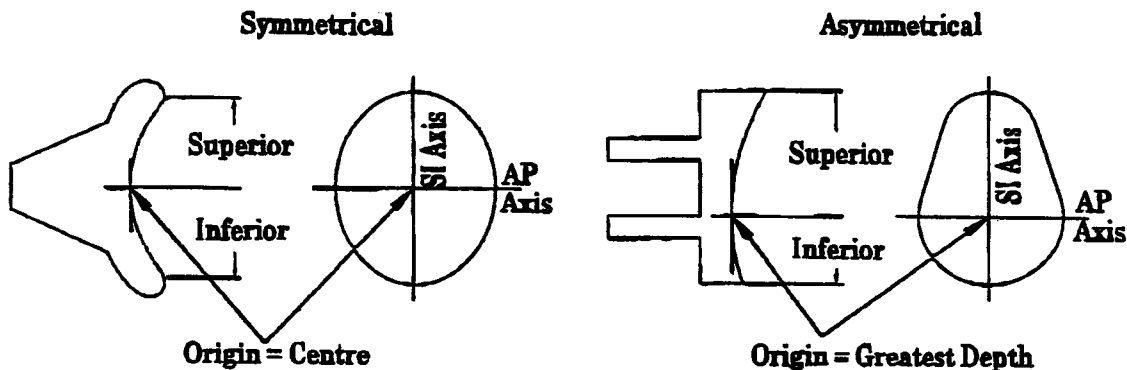 Symmetrical
Superior
Inferior
SI Axis
AP
Axis
Origin = Centre
Asymmetrical
Superior
Inferior
SI Axis
AP
Axis
Origin = Greatest Depth